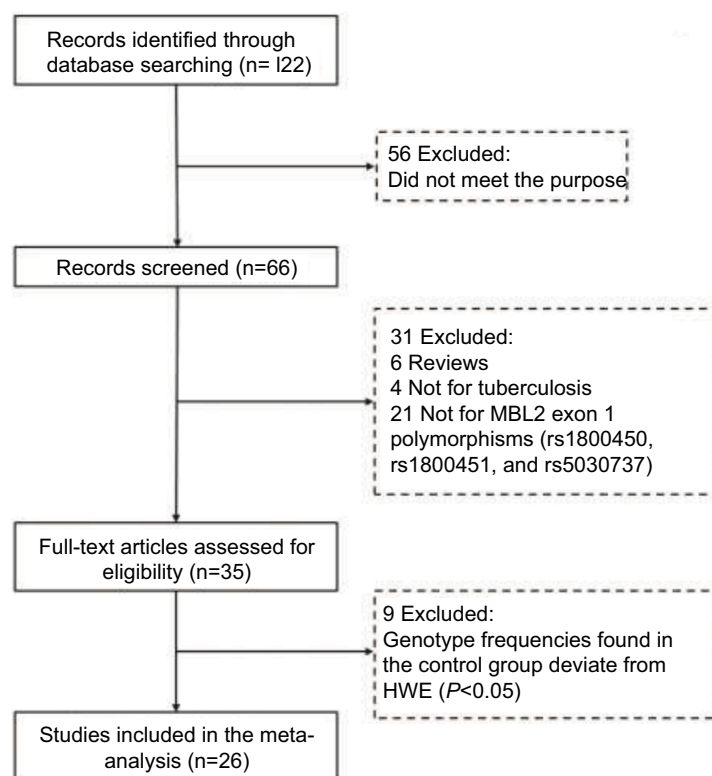 Records identified through
database searching (n= l22)
56 Excluded:
Did not meet the purpose
Records screened (n=66)
31 Excluded:
6 Reviews
4 Not for tuberculosis
21 Not for MBL2 exon 1
polymorphisms (rs1800450,
rs1800451, and rs5030737)
Full-text articles assessed for
eligibility (n=35)
9 Excluded:
Genotype frequencies found in
the control group deviate from
HWE (P<0.05)
Studies included in the meta-
analysis (n=26)